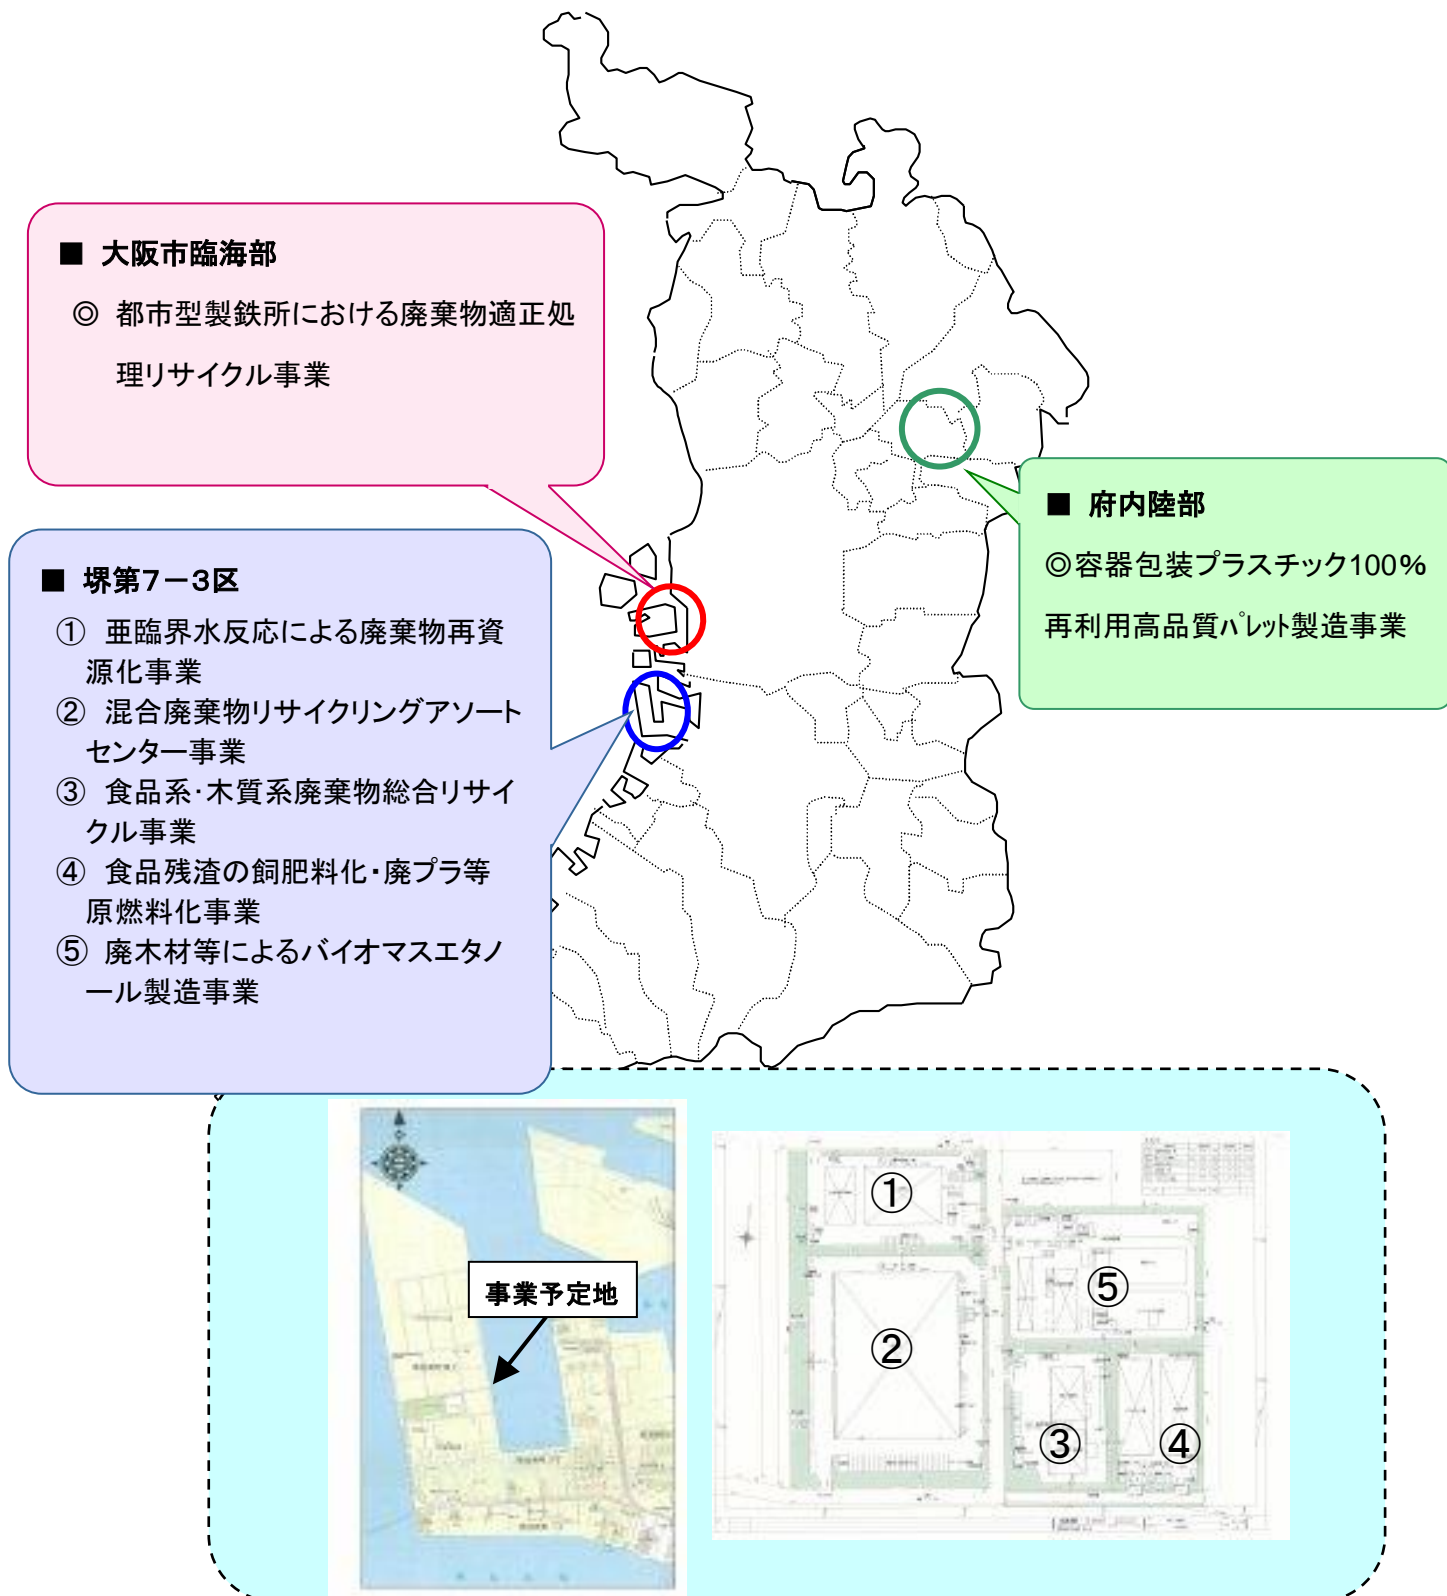 ■ 大阪市臨海部
◎ 都市型製鉄所における廃棄物適正処
理リサイクル事業
■ 府内陸部
◎容器包装プラスチック100%
再利用高品質パレット製造事業
■ 堺第7-3区
① 亜臨界水反応による廃棄物再資
源化事業
② 混合廃棄物リサイクリングアソート
センター事業
③ 食品系・木質系廃棄物総合リサイ
クル事業
④ 食品残渣の飼肥料化・廃プラ等
原燃料化事業
⑤ 廃木材等によるバイオマスエタノ
ール製造事業
事業予定地
①
②
⑤
③
④